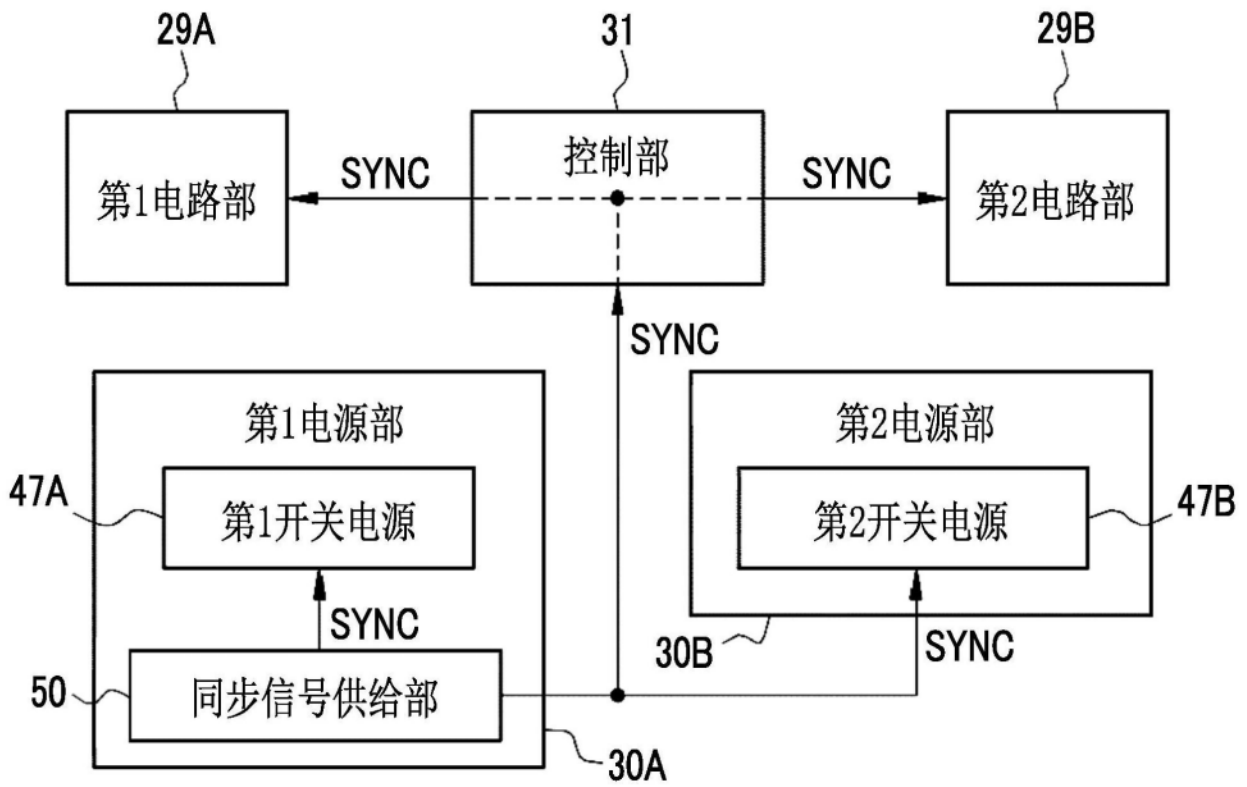 29A
31
29B
第1电路部
SYNC
控制部
SYNC
第2电路部
SYNC
第1电源部
第2电源部
47A
第1开关电源
第2开关电源
47B
SYNC
30B
SYNC
50
同步信号供给部
30A